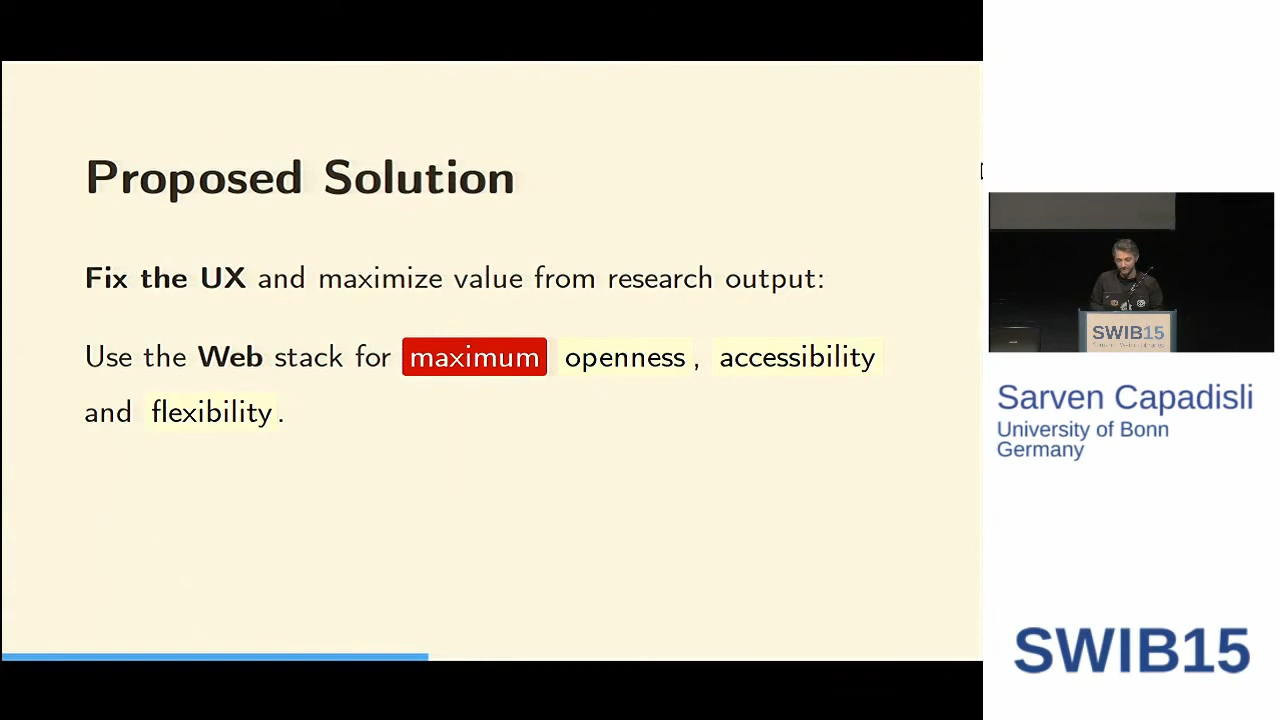 Proposed Solution
Fix the UX and maximize value from research output:
Use the Web stack for maximum openness, accessibility
and flexibility.
SWIB15
Sarven Capadisli
University of Bonn
Germany
SWIB15